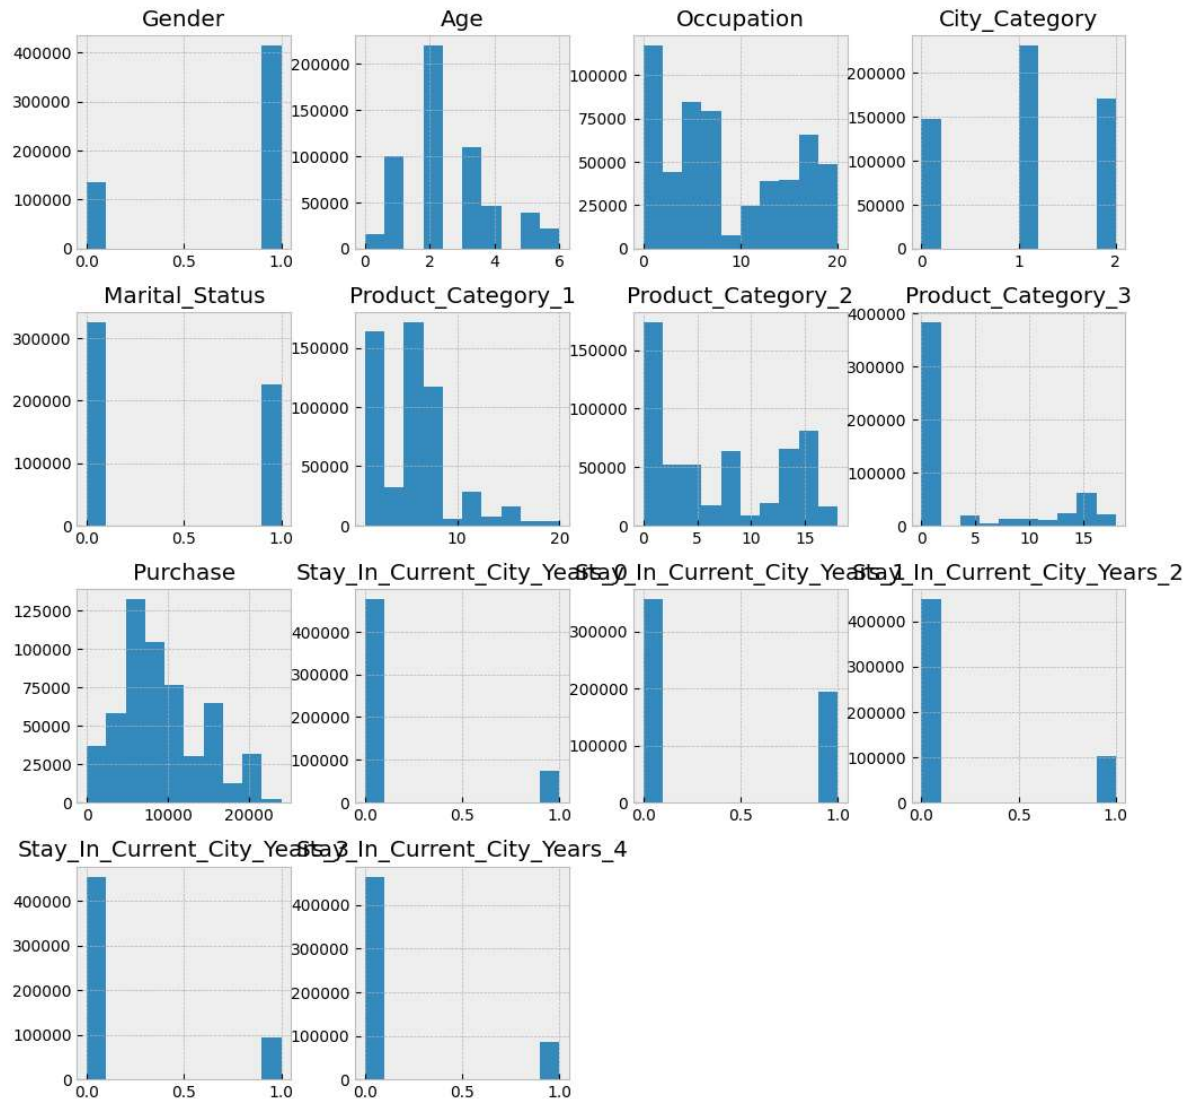 Gender Age Occupation City_Category
400000 200000 100000 200000
300000 150000 75000 150000
200000 100000 50000 100000
100000 50000 25000 50000
0 0 0 0
0.0 0.5 1.0 0 2 4 6 0 10 20 0 1 2
Marital_Status Product_Category_1 Product_Category_2 Product_Category_3
300000 150000 150000 400000
200000 100000 100000 300000
100000 50000 50000 200000
0 0 0 100000
0
0.0 0.5 1.0 10 20 0 5 10 15 0 5 10 15
Purchase Stay_In_Current_City_Years_0 Stay_In_Current_City_Years_1 Stay_In_Current_City_Years_2
125000 400000 300000 400000
100000 300000 200000 300000
75000 200000 100000 200000
50000 100000 0 100000
25000 0 0
0
0 10000 20000 0.0 0.5 1.0 0.0 0.5 1.0 0.0 0.5 1.0
Stay_In_Current_City_Years_3 Stay_In_Current_City_Years_4
400000 400000
300000 300000
200000 200000
100000 100000
0 0
0.0 0.5 1.0 0.0 0.5 1.0